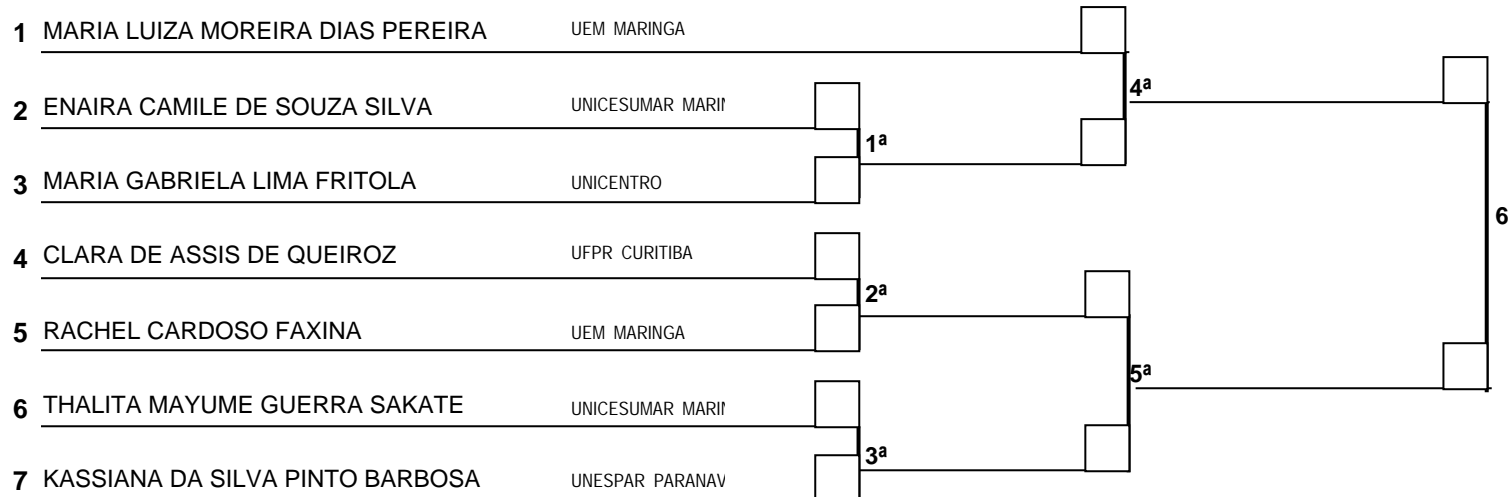 1 MARIA LUIZA MOREIRA DIAS PEREIRA UEM MARINGA
4ª
2 ENAIRA CAMILE DE SOUZA SILVA UNICESUMAR
1ª
3 MARIA GABRIELA LIMA FRITOLA UNICENTRO
6
4 CLARA DE ASSIS DE QUEIROZ UFPR CURITIBA
2ª
5 RACHEL CARDOSO FAXINA UEM MARINGA
5ª
6 THALITA MAYUME GUERRA SAKATE UNICESUMAR
3ª
7 KASSIANA DA SILVA PINTO BARBOSA UNESPAR PARANAV